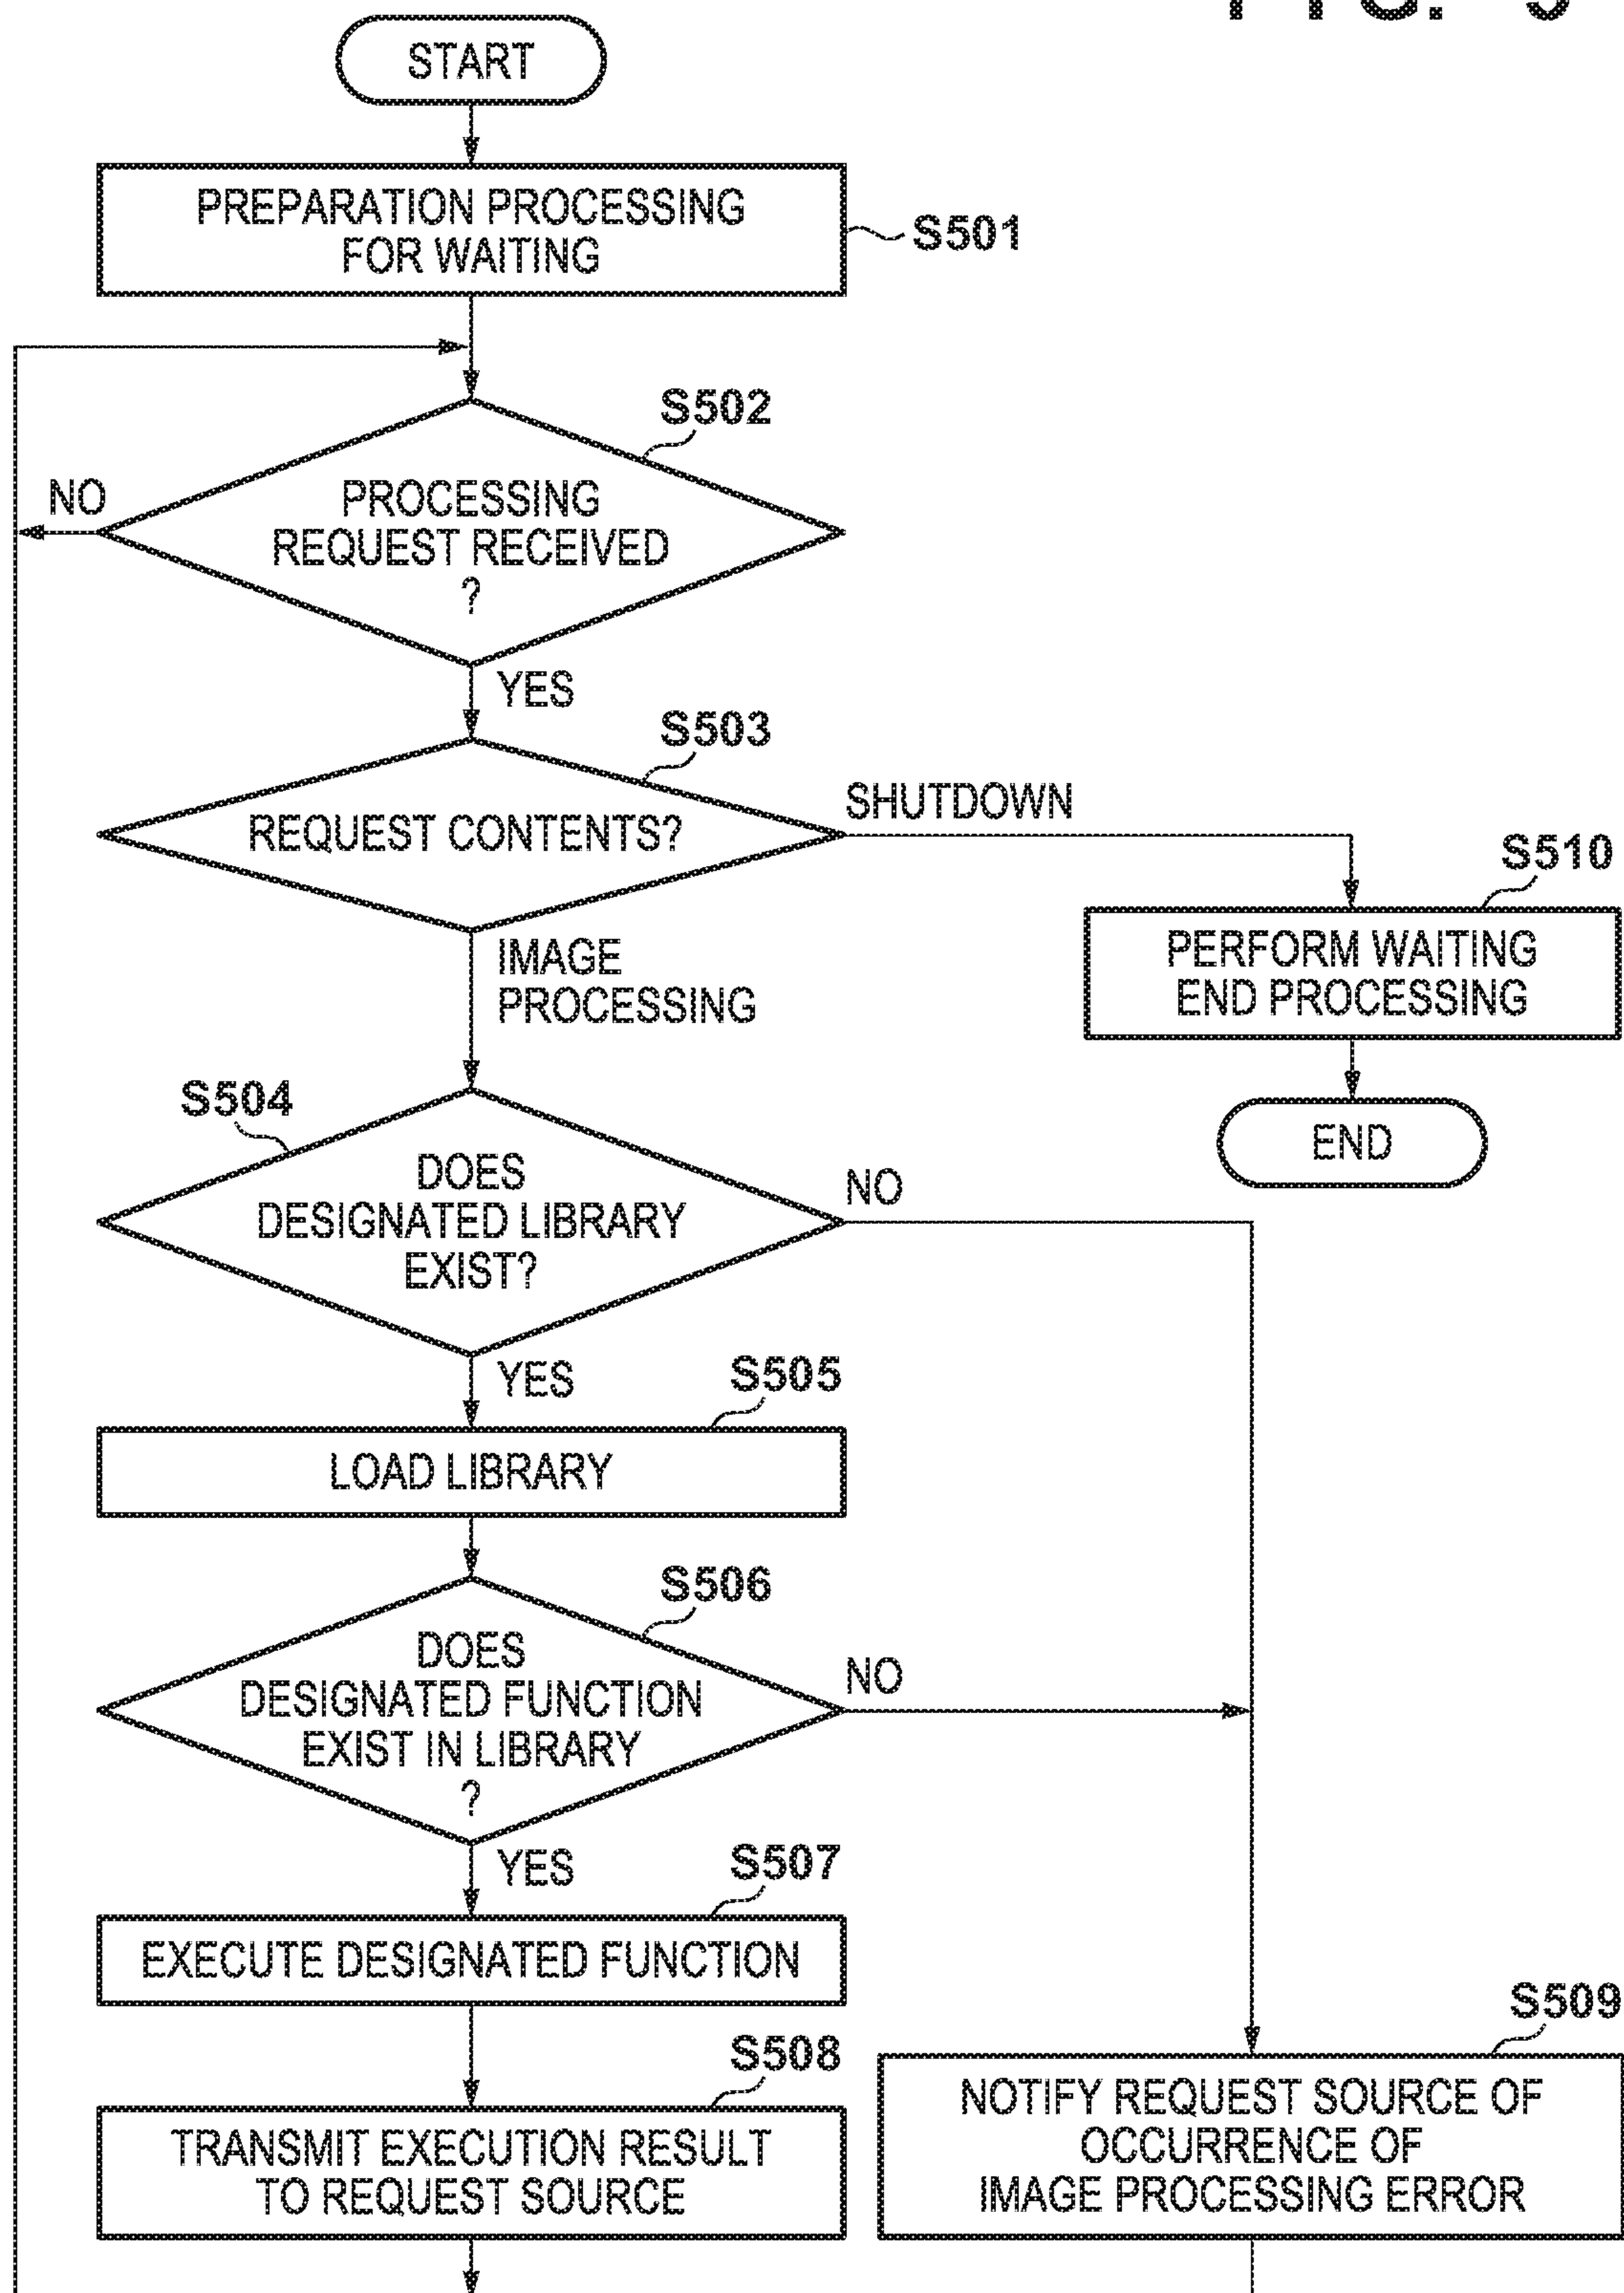 FIG.
START
PREPARATION PROCESSING
FOR WAITING
S501
S502
NO
PROCESSING
REQUEST RECEIVED
?
YES
S503
REQUEST CONTENTS?
SHUTDOWN
S510
PERFORM WAITING
END PROCESSING
END
IMAGE
PROCESSING
S504
DOES
DESIGNATED LIBRARY
EXIST?
NO
YES
S505
LOAD LIBRARY
S506
DOES
DESIGNATED FUNCTION
EXIST IN LIBRARY
?
NO
YES
S507
EXECUTE DESIGNATED FUNCTION
S508
TRANSMIT EXECUTION RESULT
TO REQUEST SOURCE
S509
NOTIFY REQUEST SOURCE OF
OCCURRENCE OF
IMAGE PROCESSING ERROR